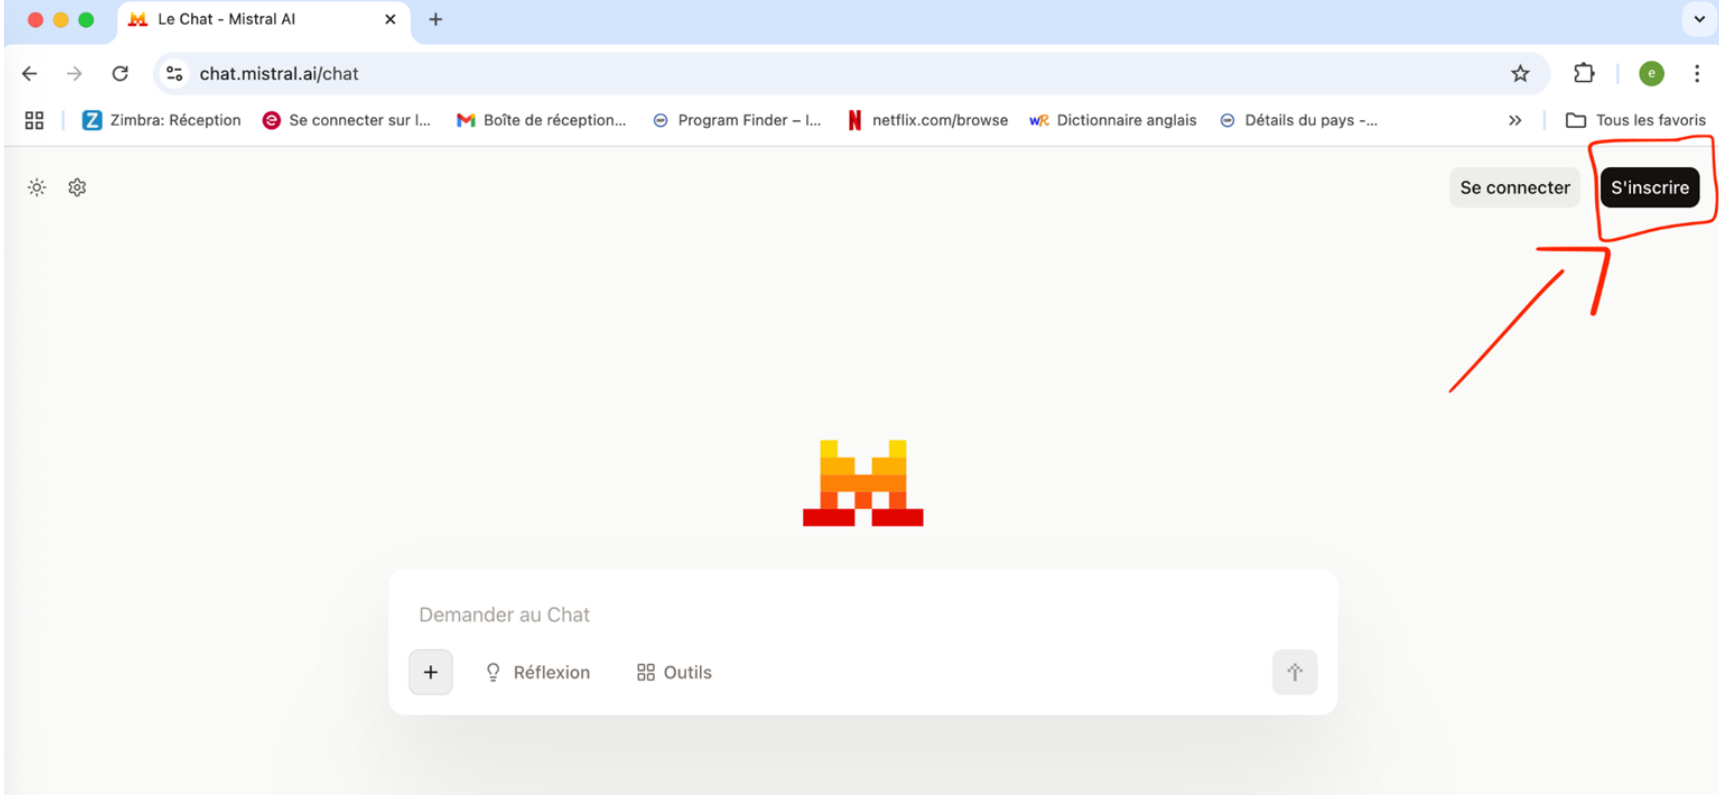 Le Chat - Mistral AI
chat.mistral.ai/chat
e
Zimbra: Réception
Se connecter sur l...
Boîte de réception...
Program Finder – I...
netflix.com/browse
Dictionnaire anglais
Détails du pays -...
Tous les favoris
Se connecter
S'inscrire
Demander au Chat
Réflexion
Outils